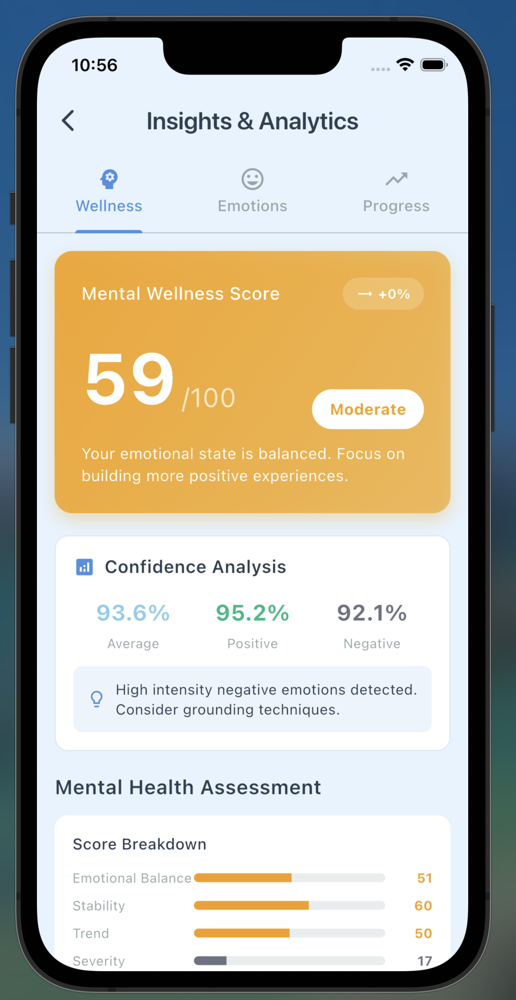 10:56
Insights & Analytics
Wellness
Emotions
Progress
Mental Wellness Score
→ +0%
59 /100
Moderate
Your emotional state is balanced. Focus on
building more positive experiences.
Confidence Analysis
93.6%
95.2%
92.1%
Average
Positive
Negative
High intensity negative emotions detected.
Consider grounding techniques.
Mental Health Assessment
Score Breakdown
Emotional Balance 51
Stability 60
Trend 50
Severity 17